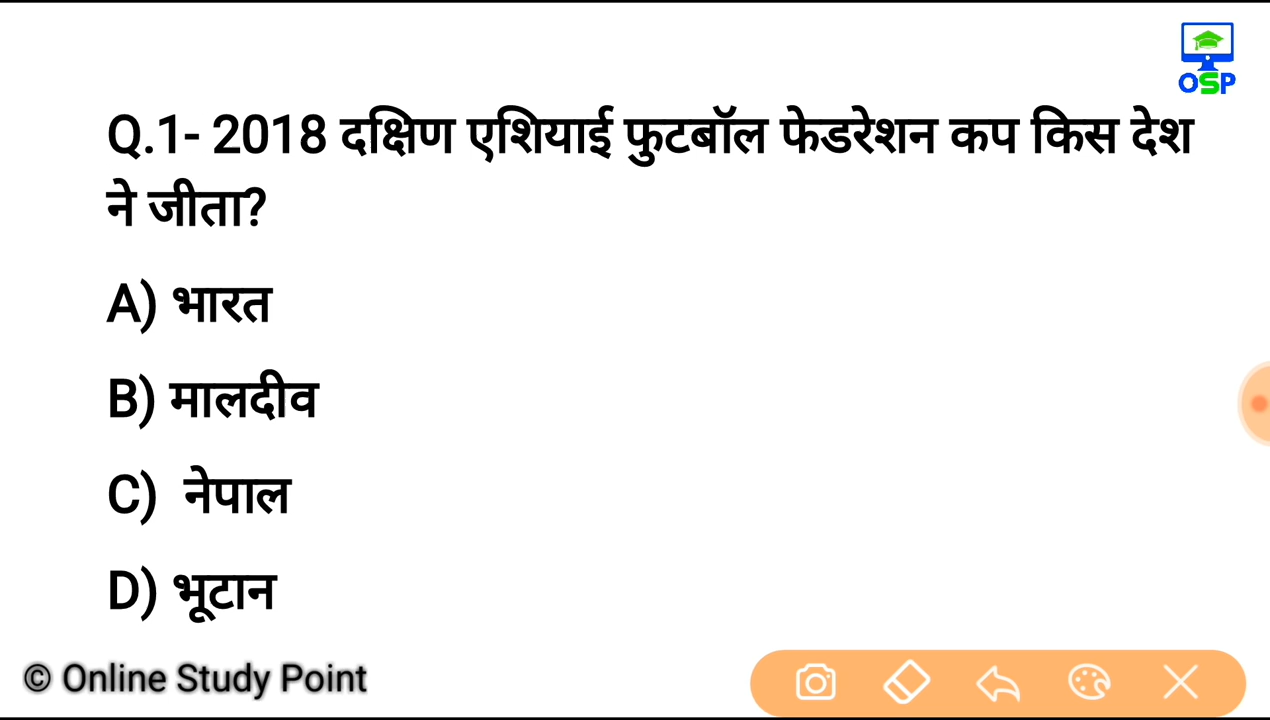 OSP
Q.1- 2018 दक्षिण एशियाई फुटबॉल फेडरेशन कप किस देश
ने जीता?
A) भारत
B) मालदीव
C) नेपाल
D) भूटान
© Online Study Point